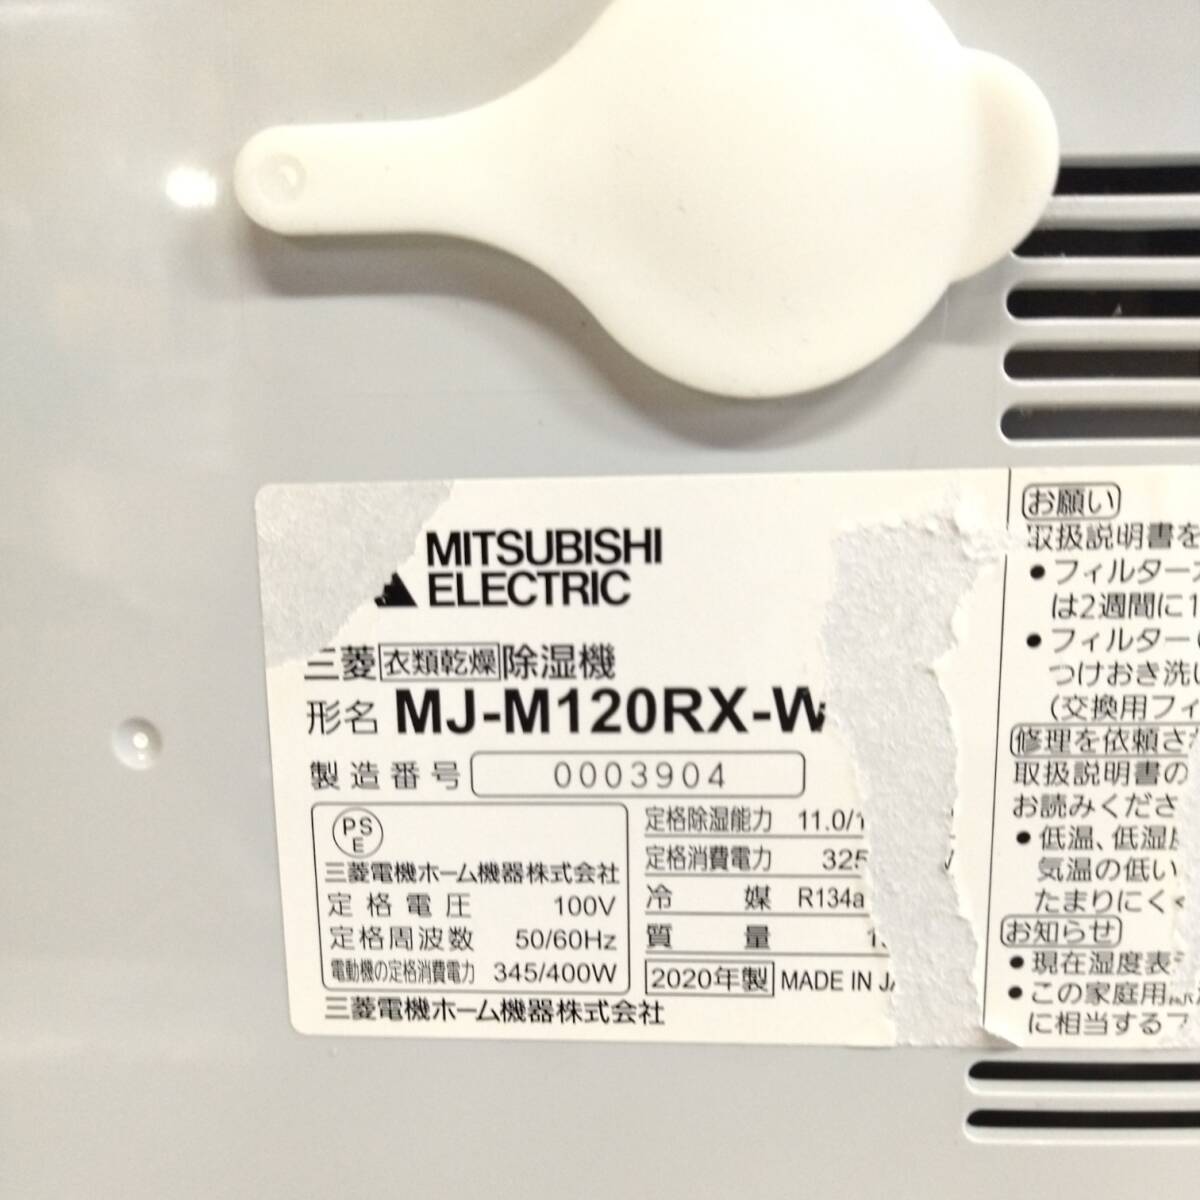 MITSUBISHI
ELECTRIC
三菱 衣類乾燥 除湿機
形名 MJ-M120RX-W
製造番号 0003904
PS
E
三菱電機ホーム機器株式会社
定格電圧 100V
定格周波数 50/60Hz
電動機の定格消費電力 345/400W
定格除湿能力 11.0/1
定格消費電力 325
冷媒 R134a
質量 1
2020年製 MADE IN JA
三菱電機ホーム機器株式会社
お願い
取扱説明書を
●フィルター
は2週間に1
●フィルター
つけおき洗い
(交換用フィ
修理を依頼さ
取扱説明書の
お読みくださ
●低温、低湿
気温の低い
たまりにく
お知らせ
●現在湿度表
●この家庭用
に相当するフ